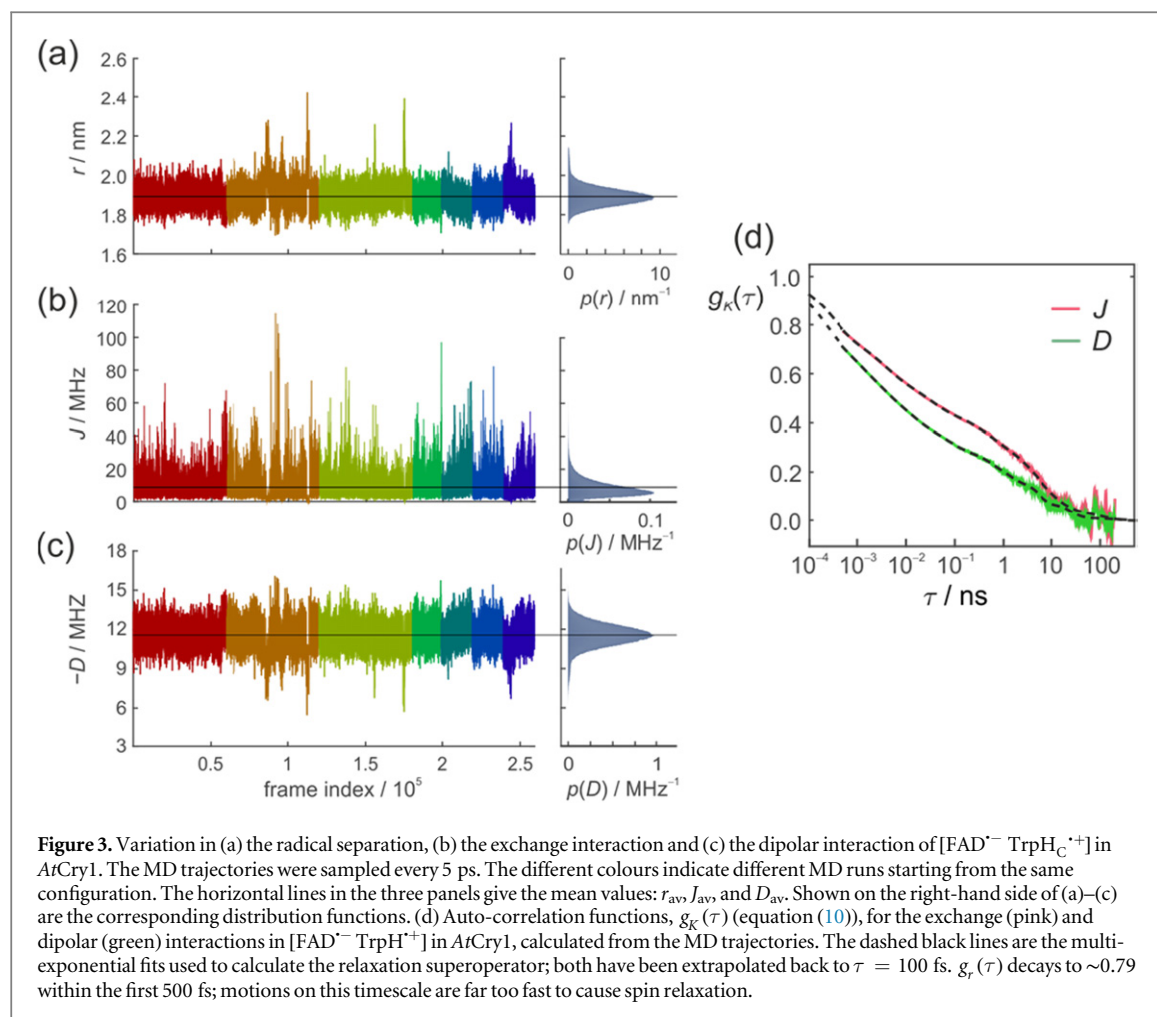 (a)
2.6
2.4
2.2
2.0
1.8
1.6
r / nm
0 10
p(r) / nm⁻¹
(b)
120
100
80
60
40
20
0
J / MHz
0 0.1
p(J) / MHz⁻¹
(c)
18
15
12
9
6
3
−D / MHZ
0.5 1 2 2.5
frame index / 10⁵
0 1
p(D) / MHz⁻¹
(d)
1.0
0.8
0.6
0.4
0.2
0.0
gκ(τ)
J
D
10⁻⁴ 10⁻³ 10⁻² 10⁻¹ 1 10 100
τ / ns
Figure 3. Variation in (a) the radical separation, (b) the exchange interaction and (c) the dipolar interaction of [FAD•− TrpH_C•+] in
AtCry1. The MD trajectories were sampled every 5 ps. The different colours indicate different MD runs starting from the same
configuration. The horizontal lines in the three panels give the mean values: r_av, J_av, and D_av. Shown on the right-hand side of (a)–(c)
are the corresponding distribution functions. (d) Auto-correlation functions, g_K(τ) (equation (10)), for the exchange (pink) and
dipolar (green) interactions in [FAD•− TrpH•+] in AtCry1, calculated from the MD trajectories. The dashed black lines are the multi-
exponential fits used to calculate the relaxation superoperator; both have been extrapolated back to τ = 100 fs. g_r(τ) decays to ~0.79
within the first 500 fs; motions on this timescale are far too fast to cause spin relaxation.